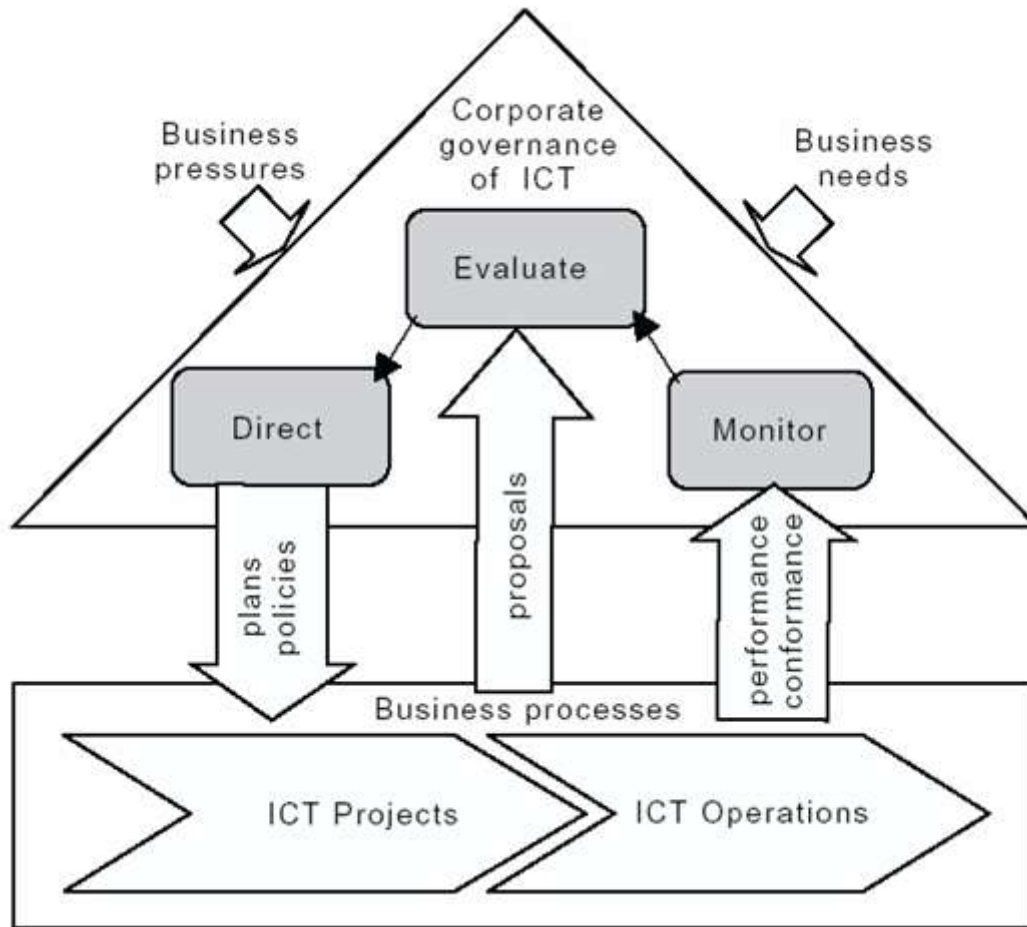 Corporate
governance
of ICT
Business
pressures
Business
needs
Evaluate
Direct
Monitor
plans
policies
proposals
performance
conformance
Business processes
ICT Projects
ICT Operations